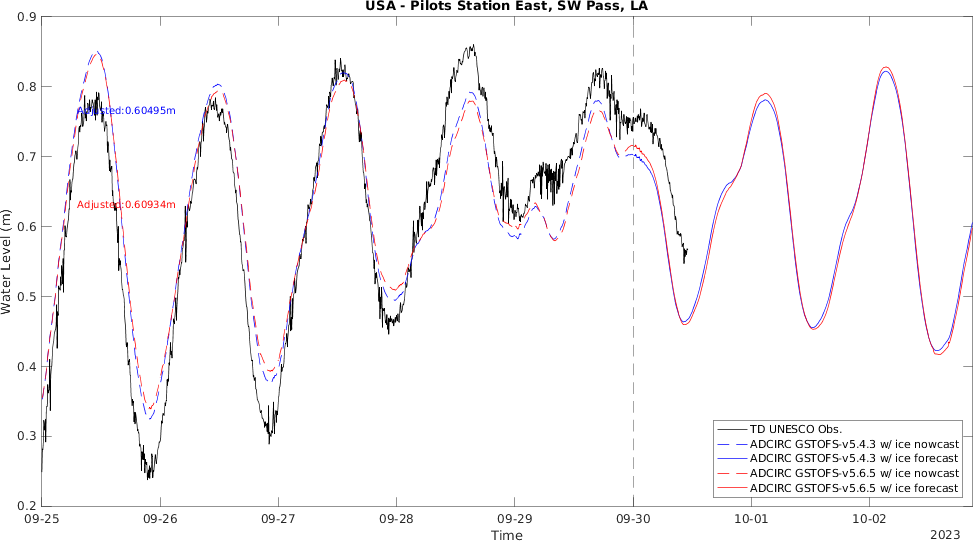 USA - Pilots Station East, SW Pass, LA
0.9
0.8
0.7
0.6
0.5
0.4
0.3
0.2
Water Level (m)
Adjusted:0.60495m
Adjusted:0.60934m
TD UNESCO Obs.
ADCIRC GSTOFS-v5.4.3 w/ ice nowcast
ADCIRC GSTOFS-v5.4.3 w/ ice forecast
ADCIRC GSTOFS-v5.6.5 w/ ice nowcast
ADCIRC GSTOFS-v5.6.5 w/ ice forecast
09-25 09-26 09-27 09-28 09-29 09-30 10-01 10-02
Time
2023